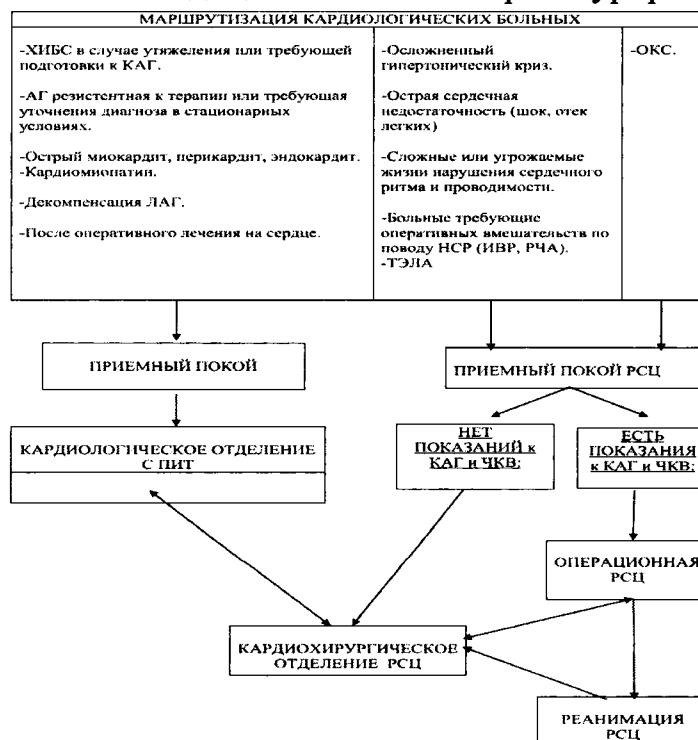 МАРШРУТИЗАЦИЯ КАРДИОЛОГИЧЕСКИХ БОЛЬНЫХ
-ХИБС в случае утяжеления или требующей
подготовки к КАГ.
-АГ резистентная к терапии или требующая
уточнения диагноза в стационарных
условиях.
-Острый миокардит, перикардит, эндокардит.
-Кардиомиопатии.
-Декомпенсация ЛАГ.
-После оперативного лечения на сердце.
-Осложненный
гипертонический криз.
-Острая сердечная
недостаточность (шок, отек
легких)
-Сложные или угрожаемые
жизни нарушения сердечного
ритма и проводимости.
-Больные требующие
оперативных вмешательств по
поводу НСР (ИВР, РЧА).
-ТЭЛА
-ОКС.
ПРИЕМНЫЙ ПОКОЙ
ПРИЕМНЫЙ ПОКОЙ РСЦ
КАРДИОЛОГИЧЕСКОЕ ОТДЕЛЕНИЕ
С ПИТ
НЕТ
ПОКАЗАНИЙ к
КАГ и ЧКВ:
ЕСТЬ
ПОКАЗАНИЯ
к КАГ и ЧКВ:
ОПЕРАЦИОННАЯ
РСЦ
КАРДИОХИРУРГИЧЕСКОЕ
ОТДЕЛЕНИЕ РСЦ
РЕАНИМАЦИЯ
РСЦ